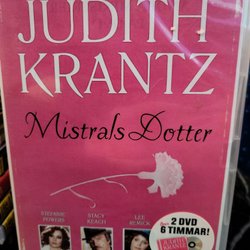 JUDITH
KRANTZ
Mistrals Dotter
STEFANIE
POWERS
STACY
KEACH
LEE
REMICK
2 DVD
6 TIMMAR!